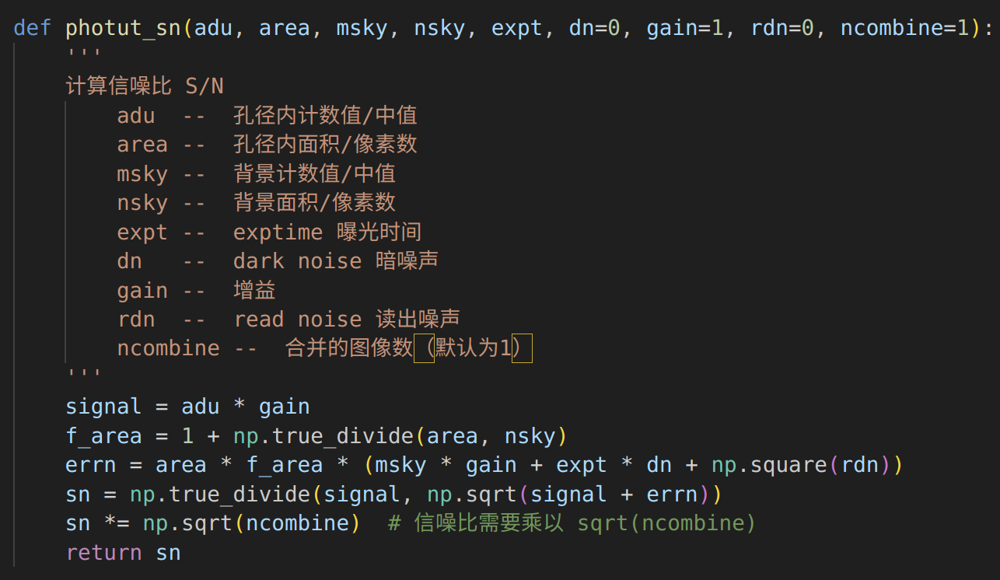 def photut_sn(adu, area, msky, nsky, expt, dn=0, gain=1, rdn=0, ncombine=1):
'''
计算信噪比 S/N
adu  --  孔径内计数值/中值
area --  孔径内面积/像素数
msky --  背景计数值/中值
nsky --  背景面积/像素数
expt --  exptime 曝光时间
dn   --  dark noise 暗噪声
gain --  增益
rdn  --  read noise 读出噪声
ncombine --  合并的图像数（默认为1）
'''
signal = adu * gain
f_area = 1 + np.true_divide(area, nsky)
errn = area * f_area * (msky * gain + expt * dn + np.square(rdn))
sn = np.true_divide(signal, np.sqrt(signal + errn))
sn *= np.sqrt(ncombine)  # 信噪比需要乘以 sqrt(ncombine)
return sn